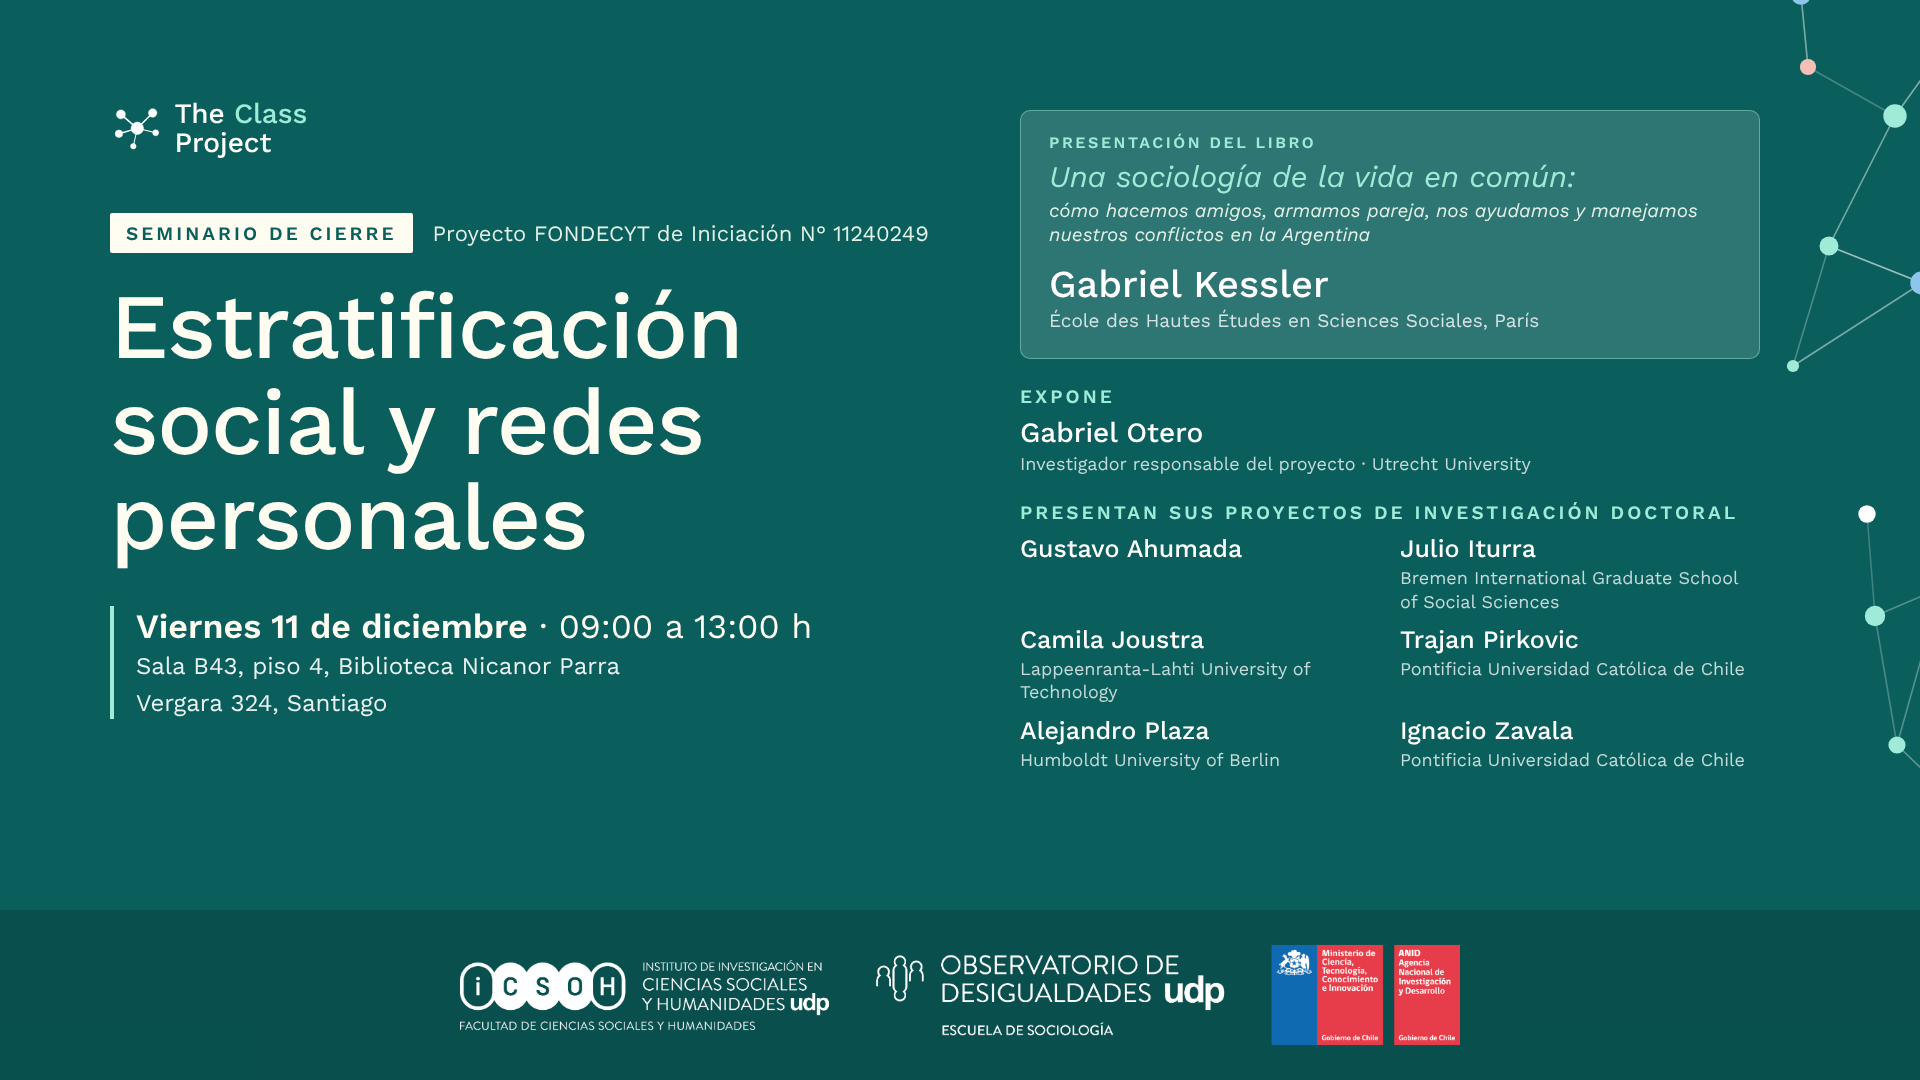 The Class
Project
SEMINARIO DE CIERRE
Proyecto FONDECYT de Iniciación N° 11240249
Estratificación
social y redes
personales
Viernes 11 de diciembre · 09:00 a 13:00 h
Sala B43, piso 4, Biblioteca Nicanor Parra
Vergara 324, Santiago
PRESENTACIÓN DEL LIBRO
Una sociología de la vida en común:
cómo hacemos amigos, armamos pareja, nos ayudamos y manejamos
nuestros conflictos en la Argentina
Gabriel Kessler
École des Hautes Études en Sciences Sociales, París
EXPONE
Gabriel Otero
Investigador responsable del proyecto · Utrecht University
PRESENTAN SUS PROYECTOS DE INVESTIGACIÓN DOCTORAL
Gustavo Ahumada
Julio Iturra
Bremen International Graduate School
of Social Sciences
Camila Joustra
Lappeenranta-Lahti University of
Technology
Trajan Pirkovic
Pontificia Universidad Católica de Chile
Alejandro Plaza
Humboldt University of Berlin
Ignacio Zavala
Pontificia Universidad Católica de Chile
iCSOH
INSTITUTO DE INVESTIGACIÓN EN
CIENCIAS SOCIALES
Y HUMANIDADES udp
FACULTAD DE CIENCIAS SOCIALES Y HUMANIDADES
OBSERVATORIO DE
DESIGUALDADES udp
ESCUELA DE SOCIOLOGÍA
Ministerio de
Ciencia,
Tecnología,
Conocimiento
e Innovación
Gobierno de Chile
ANID
Agencia
Nacional de
Investigación
y Desarrollo
Gobierno de Chile